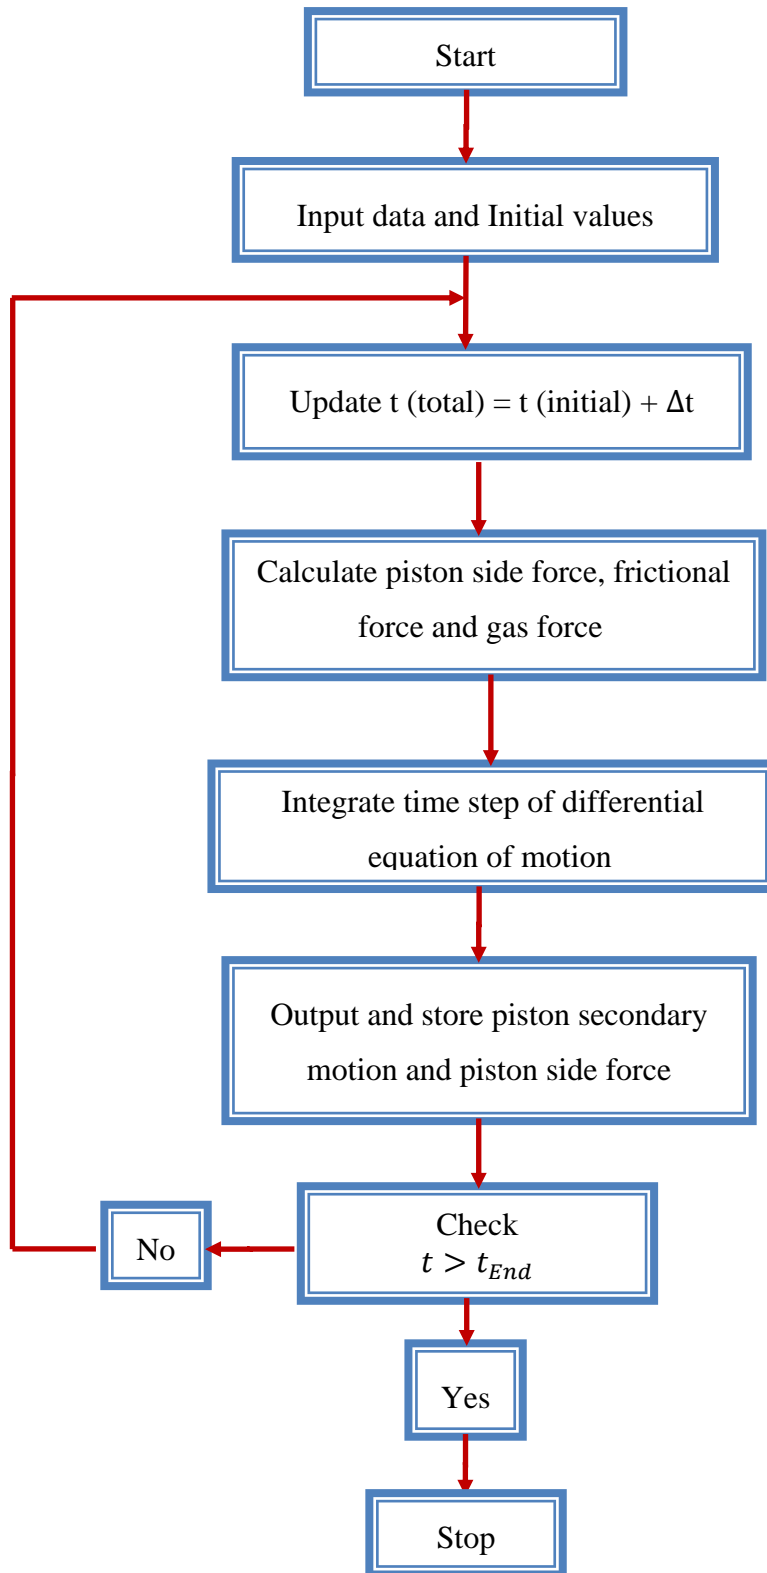 Start
Input data and Initial values
Update t (total) = t (initial) + Δt
Calculate piston side force, frictional
force and gas force
Integrate time step of differential
equation of motion
Output and store piston secondary
motion and piston side force
Check
t > t_End
No
Yes
Stop